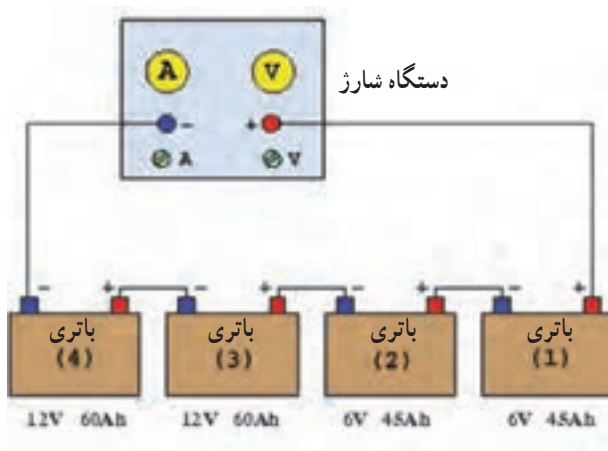 A V
دستگاه شارژ
- +
A V
- + - + - + - +
باتری باتری باتری باتری
(4) (3) (2) (1)
12V 60Ah 12V 60Ah 6V 45Ah 6V 45Ah